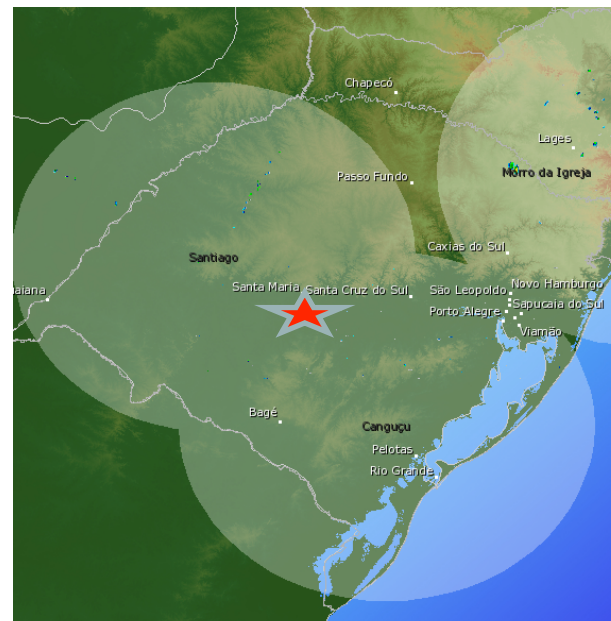 Chapecó
Lages
Morro da Igreja
Passo Fundo
Caxias do Sul
Santiago
Santa Maria
Santa Cruz do Sul
São Leopoldo
Novo Hamburgo
aiana
Sapucaia do Sul
Porto Alegre
Viamão
Bagé
Canguçu
Pelotas
Rio Grande